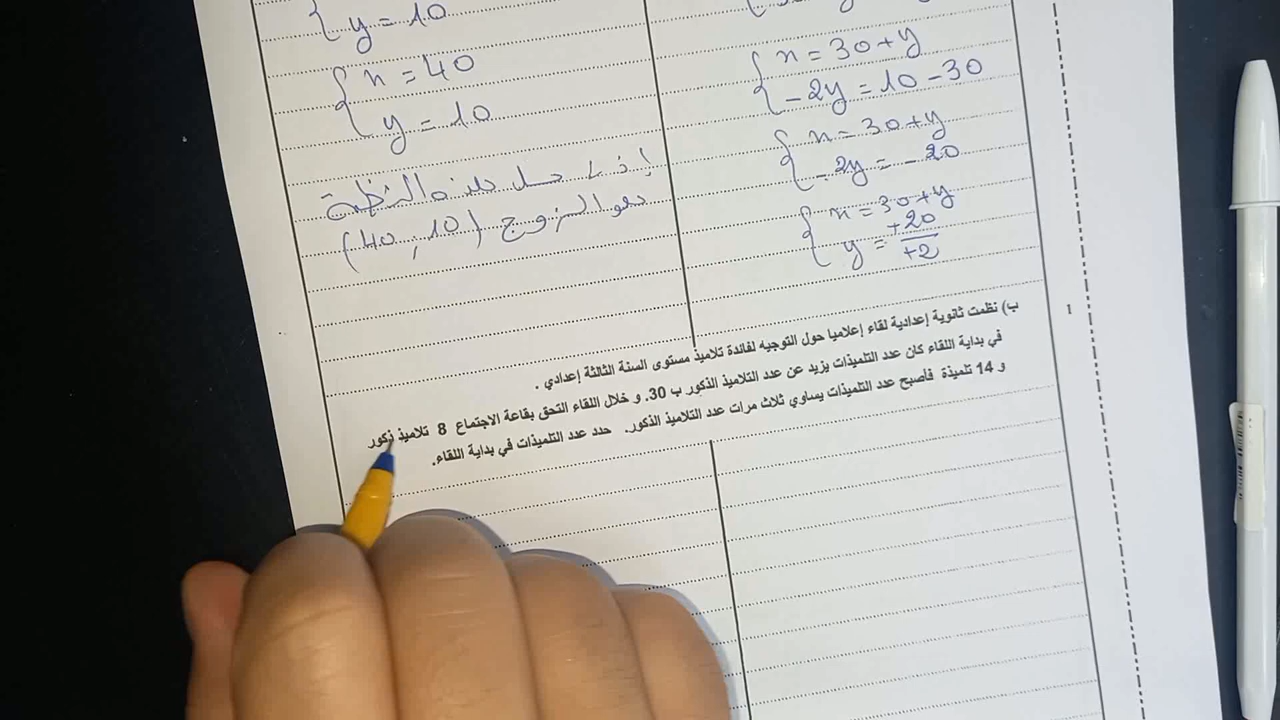 y = 10
x = 40
y = 10
إذن حل هذه النظمة
هو الزوج (40, 10)
x = 30 + y
- 2y = 10 - 30
x = 30 + y
- 2y = - 20
x = 30 + y
y = +20 / +2
1
ب) نظمت ثانوية إعدادية لقاء إعلاميا حول التوجيه لفائدة تلاميذ مستوى السنة الثالثة إعدادي .
في بداية اللقاء كان عدد التلميذات يزيد عن عدد التلاميذ الذكور ب 30. و خلال اللقاء التحق بقاعة الاجتماع 8 تلاميذ ذكور
و 14 تلميذة فأصبح عدد التلميذات يساوي ثلاث مرات عدد التلاميذ الذكور. حدد عدد التلميذات في بداية اللقاء.